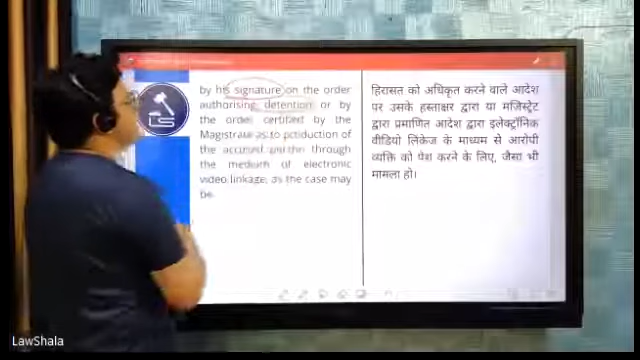 by his signature on the order
authorising detention or by
the order certified by the
Magistrate as to production of
the accused person through
the medium of electronic
video linkage, as the case may
be.
हिरासत को अधिकृत करने वाले आदेश
पर उसके हस्ताक्षर द्वारा या मजिस्ट्रेट
द्वारा प्रमाणित आदेश द्वारा इलेक्ट्रॉनिक
वीडियो लिंकेज के माध्यम से आरोपी
व्यक्ति को पेश करने के लिए, जैसा भी
मामला हो।
LS
LawShala